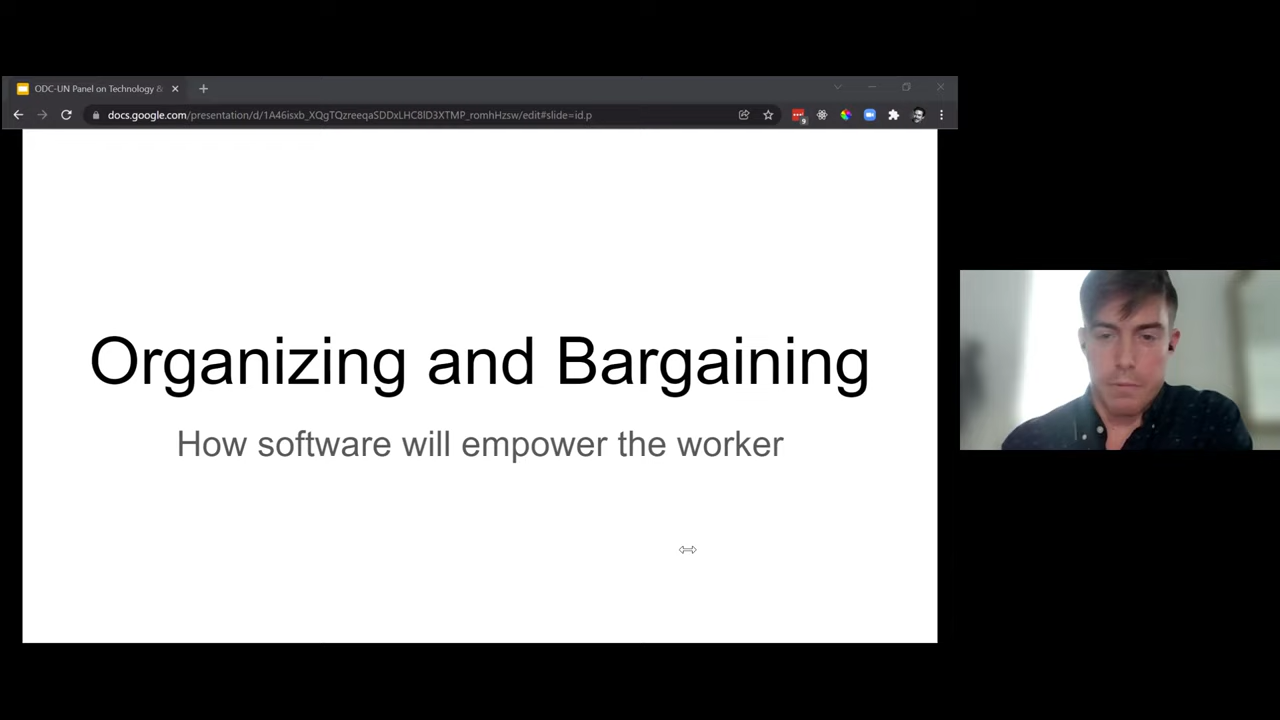 ODC-UN Panel on Technology &
docs.google.com/presentation/d/1A46isxb_XQgTQzreeqaSDDxLHC8lD3XTMP_romhHzsw/edit#slide=id.p
9
Organizing and Bargaining
How software will empower the worker